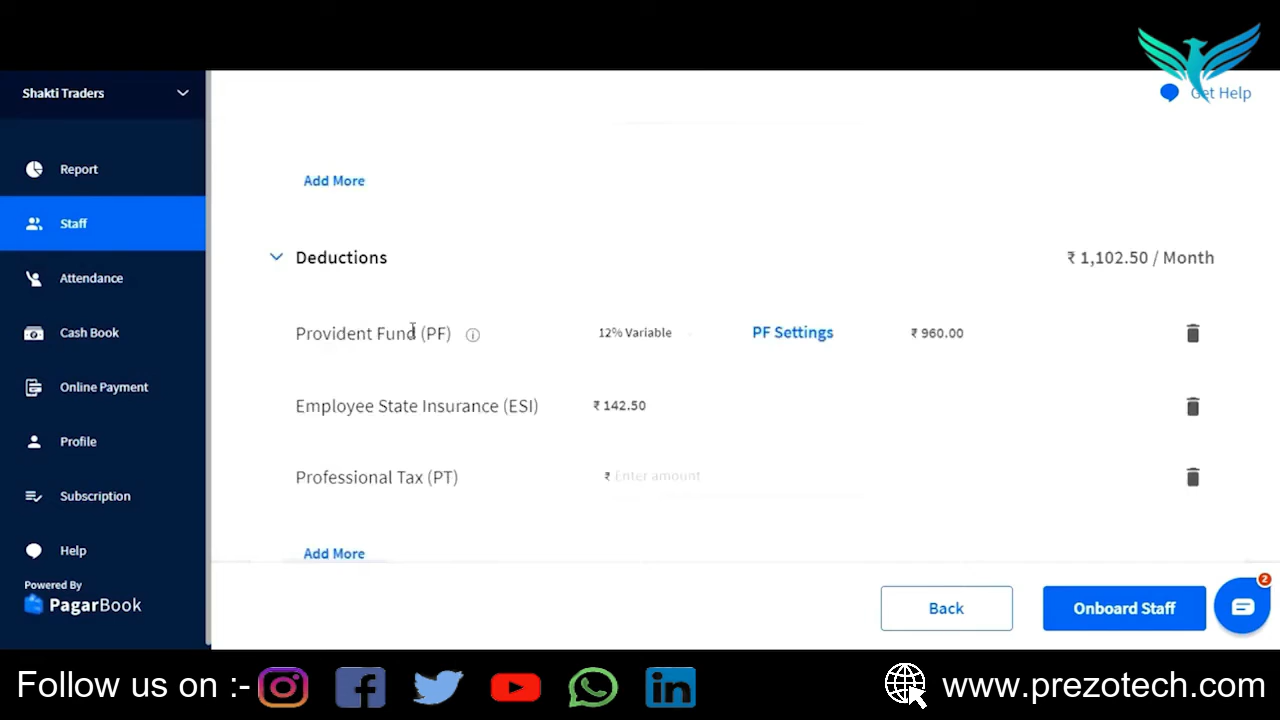 Shakti Traders
Get Help
Report
Add More
Staff
Deductions
₹ 1,102.50 / Month
Attendance
Provident Fund (PF)
12% Variable
PF Settings
₹ 960.00
Cash Book
Online Payment
Employee State Insurance (ESI)
₹ 142.50
Profile
Professional Tax (PT)
₹ Enter amount
Subscription
Add More
Help
Powered By
PagarBook
Back
Onboard Staff
2
Follow us on :-
www.prezotech.com